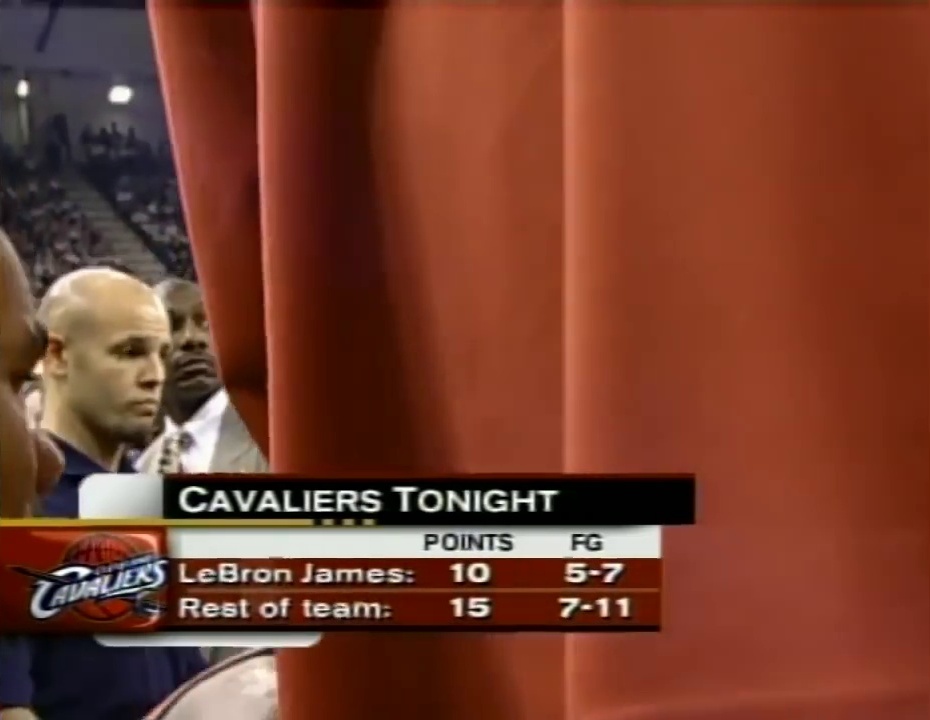 CAVALIERS TONIGHT
POINTS FG
CAVALIERS
LeBron James: 10 5-7
Rest of team: 15 7-11